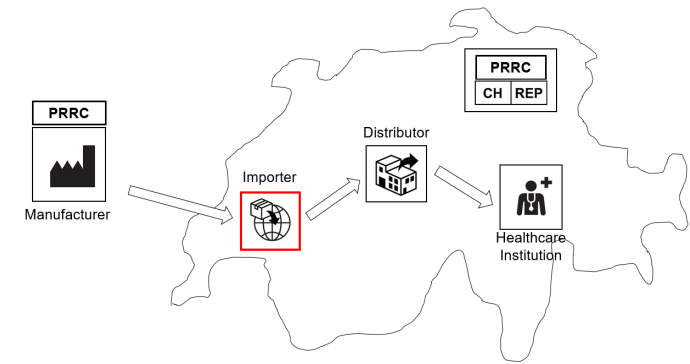 PRRC
Manufacturer
Importer
Distributor
PRRC
CH REP
Healthcare
Institution